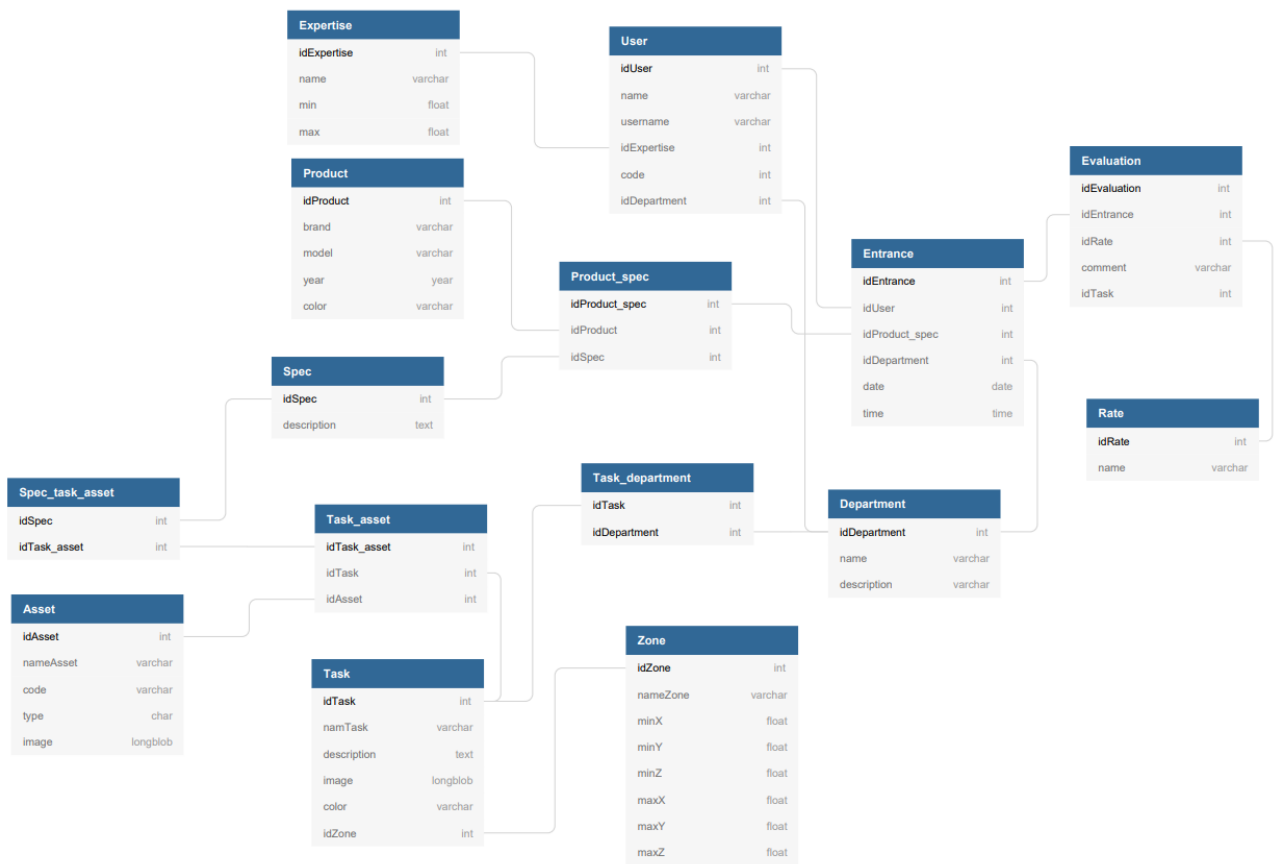 Expertise
idExpertise int
name varchar
min float
max float
User
idUser int
name varchar
username varchar
idExpertise int
code int
idDepartment int
Product
idProduct int
brand varchar
model varchar
year year
color varchar
Evaluation
idEvaluation int
idEntrance int
idRate int
comment varchar
idTask int
Entrance
idEntrance int
idUser int
idProduct_spec int
idDepartment int
date date
time time
Product_spec
idProduct_spec int
idProduct int
idSpec int
Spec
idSpec int
description text
Rate
idRate int
name varchar
Spec_task_asset
idSpec int
idTask_asset int
Task_asset
idTask_asset int
idTask int
idAsset int
Task_department
idTask int
idDepartment int
Department
idDepartment int
name varchar
description varchar
Asset
idAsset int
nameAsset varchar
code varchar
type char
image longblob
Task
idTask int
namTask varchar
description text
image longblob
color varchar
idZone int
Zone
idZone int
nameZone varchar
minX float
minY float
minZ float
maxX float
maxY float
maxZ float